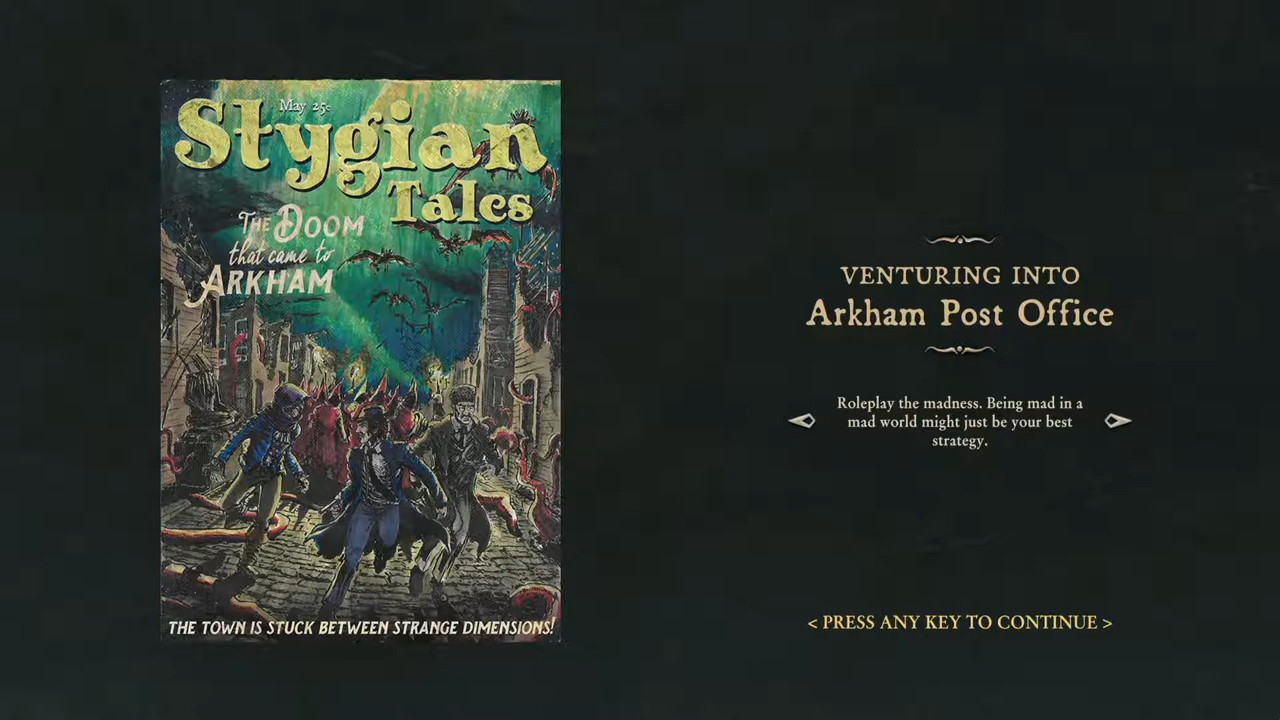 May 25c
Stygian
Tales
The Doom
that came to
Arkham
THE TOWN IS STUCK BETWEEN STRANGE DIMENSIONS!
VENTURING INTO
Arkham Post Office
Roleplay the madness. Being mad in a
mad world might just be your best
strategy.
< PRESS ANY KEY TO CONTINUE >